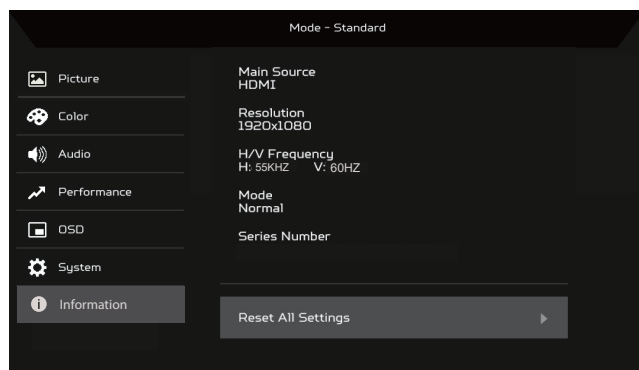 Mode - Standard
Picture
Color
Audio
Performance
OSD
System
Information
Main Source
HDMI
Resolution
1920x1080
H/V Frequency
H: 55KHZ V: 60HZ
Mode
Normal
Series Number
Reset All Settings